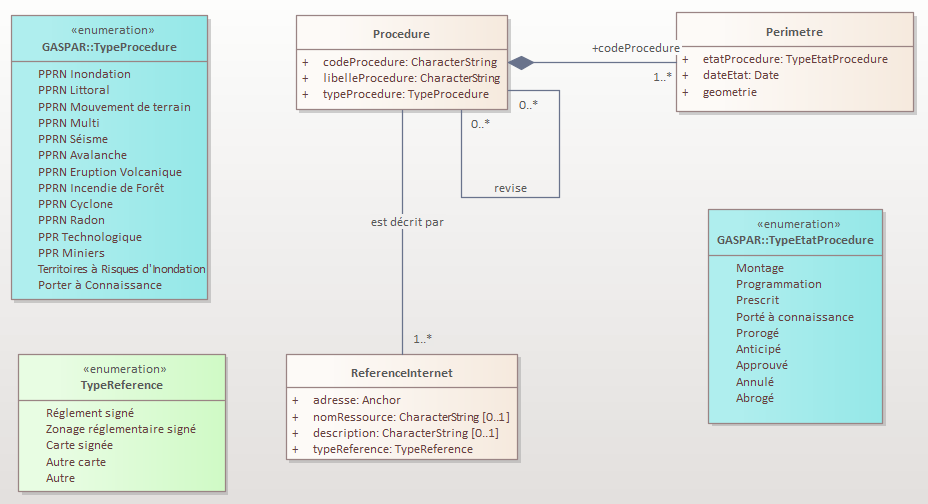 «enumeration»
GASPAR::TypeProcedure
PPRN Inondation
PPRN Littoral
PPRN Mouvement de terrain
PPRN Multi
PPRN Séisme
PPRN Avalanche
PPRN Eruption Volcanique
PPRN Incendie de Forêt
PPRN Cyclone
PPRN Radon
PPR Technologique
PPR Miniers
Territoires à Risques d'Inondation
Porter à Connaissance
Procedure
+ codeProcedure: CharacterString
+ libelleProcedure: CharacterString
+ typeProcedure: TypeProcedure
+codeProcedure
1..*
Perimetre
+ etatProcedure: TypeEtatProcedure
+ dateEtat: Date
+ geometrie
0..*
0..*
revise
est décrit par
1..*
«enumeration»
GASPAR::TypeEtatProcedure
Montage
Programmation
Prescrit
Porté à connaissance
Prorogé
Anticipé
Approuvé
Annulé
Abrogé
«enumeration»
TypeReference
Réglement signé
Zonage réglementaire signé
Carte signée
Autre carte
Autre
ReferenceInternet
+ adresse: Anchor
+ nomRessource: CharacterString [0..1]
+ description: CharacterString [0..1]
+ typeReference: TypeReference